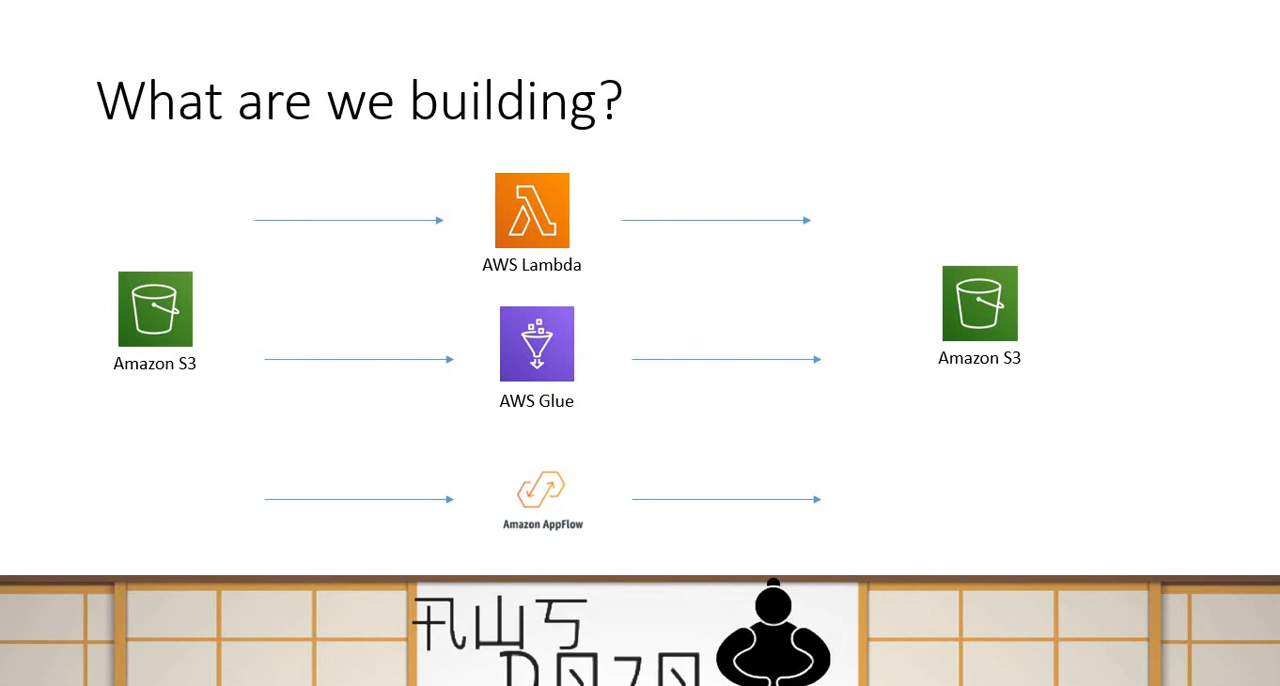 What are we building?
AWS Lambda
Amazon S3
Amazon S3
AWS Glue
Amazon AppFlow